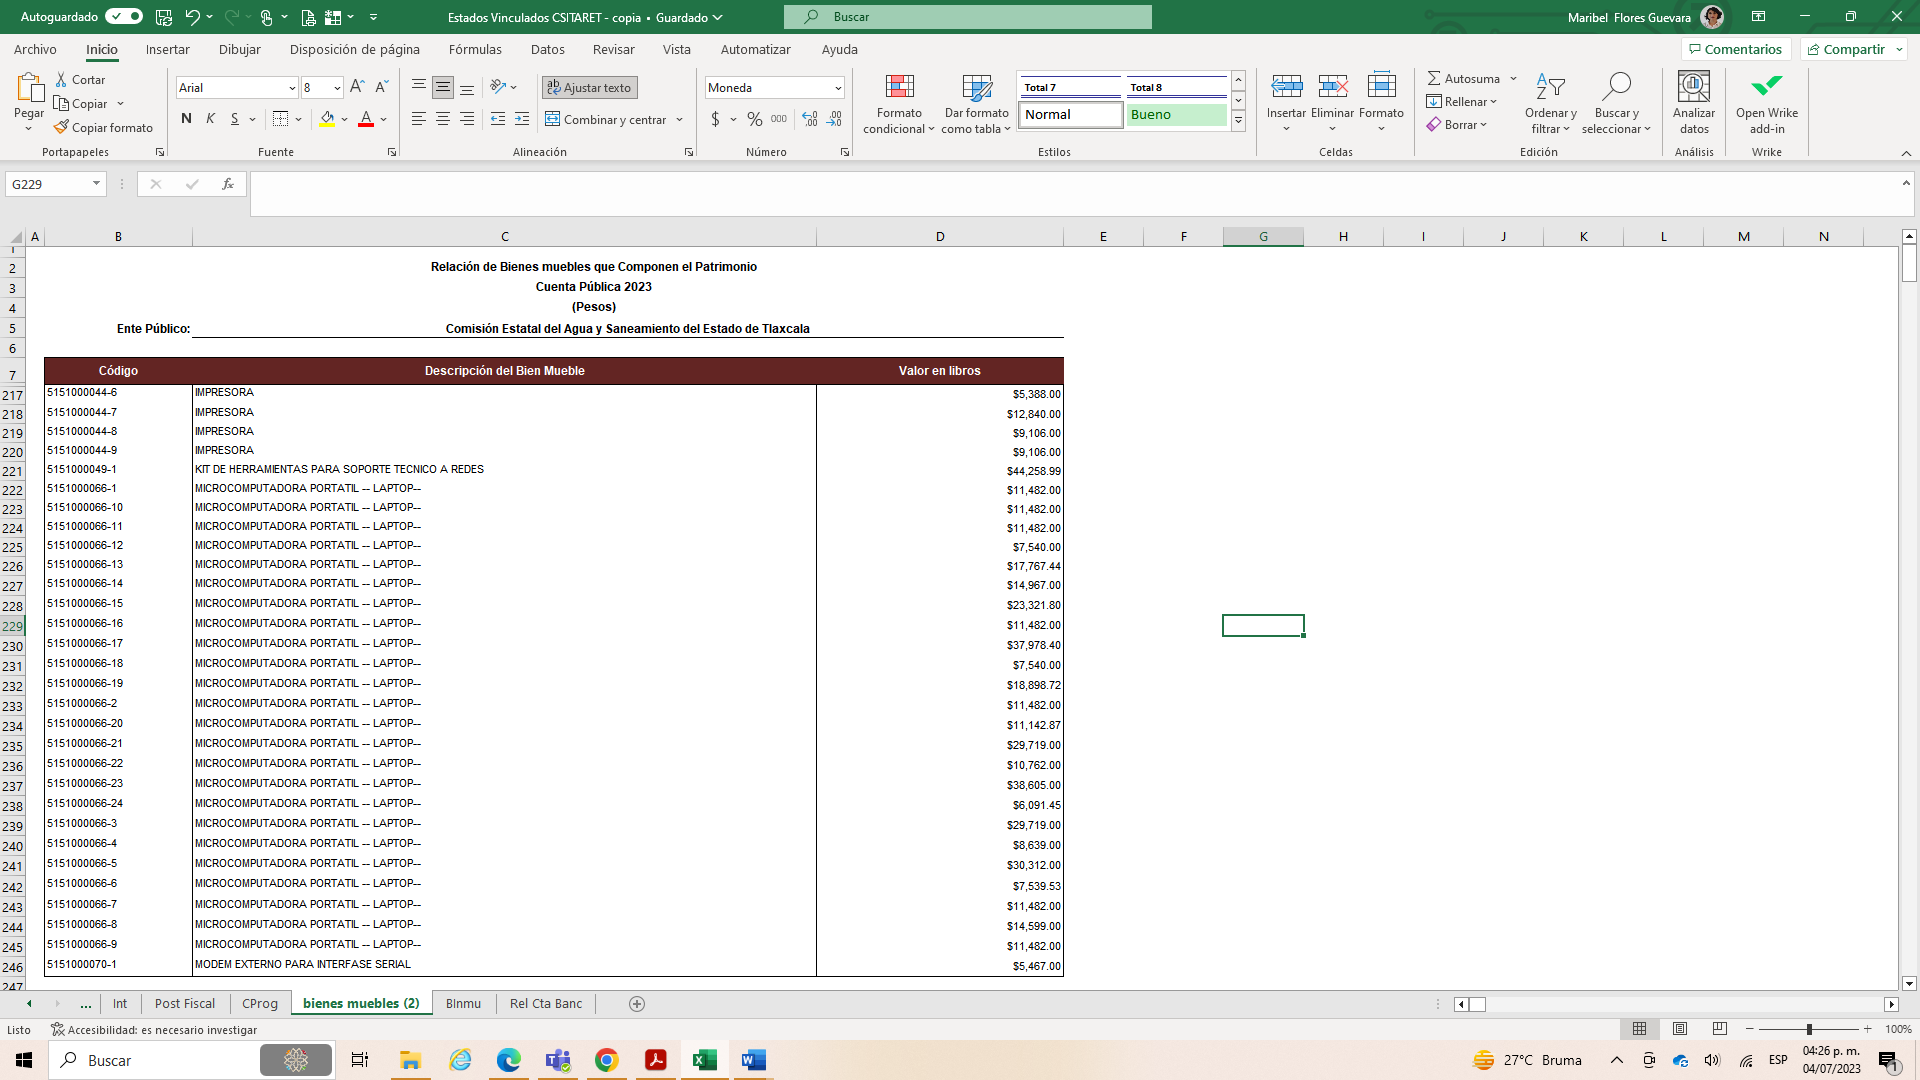 Autoguardado
Estados Vinculados CSITARET - copia • Guardado
Buscar
Maribel Flores Guevara
Archivo
Inicio
Insertar
Dibujar
Disposición de página
Fórmulas
Datos
Revisar
Vista
Automatizar
Ayuda
Comentarios
Compartir
Pegar
Cortar
Copiar
Copiar formato
Portapapeles
Arial
8
N K S
Fuente
Ajustar texto
Combinar y centrar
Alineación
Moneda
$ % 000
Número
Formato condicional
Dar formato como tabla
Total 7
Total 8
Normal
Bueno
Estilos
Insertar
Eliminar
Formato
Celdas
Autosuma
Rellenar
Borrar
Ordenar y filtrar
Buscar y seleccionar
Edición
Analizar datos
Análisis
Open Wrike add-in
Wrike
G229
fx
A B C D E F G H I J K L M N
Relación de Bienes muebles que Componen el Patrimonio
Cuenta Pública 2023
(Pesos)
Ente Público: Comisión Estatal del Agua y Saneamiento del Estado de Tlaxcala
2
3
4
5
6
7 Código Descripción del Bien Mueble Valor en libros
217 5151000044-6 IMPRESORA $5,388.00
218 5151000044-7 IMPRESORA $12,840.00
219 5151000044-8 IMPRESORA $9,106.00
220 5151000044-9 IMPRESORA $9,106.00
221 5151000049-1 KIT DE HERRAMIENTAS PARA SOPORTE TECNICO A REDES $44,258.99
222 5151000066-1 MICROCOMPUTADORA PORTATIL -- LAPTOP-- $11,482.00
223 5151000066-10 MICROCOMPUTADORA PORTATIL -- LAPTOP-- $11,482.00
224 5151000066-11 MICROCOMPUTADORA PORTATIL -- LAPTOP-- $11,482.00
225 5151000066-12 MICROCOMPUTADORA PORTATIL -- LAPTOP-- $7,540.00
226 5151000066-13 MICROCOMPUTADORA PORTATIL -- LAPTOP-- $17,767.44
227 5151000066-14 MICROCOMPUTADORA PORTATIL -- LAPTOP-- $14,967.00
228 5151000066-15 MICROCOMPUTADORA PORTATIL -- LAPTOP-- $23,321.80
229 5151000066-16 MICROCOMPUTADORA PORTATIL -- LAPTOP-- $11,482.00
230 5151000066-17 MICROCOMPUTADORA PORTATIL -- LAPTOP-- $37,978.40
231 5151000066-18 MICROCOMPUTADORA PORTATIL -- LAPTOP-- $7,540.00
232 5151000066-19 MICROCOMPUTADORA PORTATIL -- LAPTOP-- $18,898.72
233 5151000066-2 MICROCOMPUTADORA PORTATIL -- LAPTOP-- $11,482.00
234 5151000066-20 MICROCOMPUTADORA PORTATIL -- LAPTOP-- $11,142.87
235 5151000066-21 MICROCOMPUTADORA PORTATIL -- LAPTOP-- $29,719.00
236 5151000066-22 MICROCOMPUTADORA PORTATIL -- LAPTOP-- $10,762.00
237 5151000066-23 MICROCOMPUTADORA PORTATIL -- LAPTOP-- $38,605.00
238 5151000066-24 MICROCOMPUTADORA PORTATIL -- LAPTOP-- $6,091.45
239 5151000066-3 MICROCOMPUTADORA PORTATIL -- LAPTOP-- $29,719.00
240 5151000066-4 MICROCOMPUTADORA PORTATIL -- LAPTOP-- $8,639.00
241 5151000066-5 MICROCOMPUTADORA PORTATIL -- LAPTOP-- $30,312.00
242 5151000066-6 MICROCOMPUTADORA PORTATIL -- LAPTOP-- $7,539.53
243 5151000066-7 MICROCOMPUTADORA PORTATIL -- LAPTOP-- $11,482.00
244 5151000066-8 MICROCOMPUTADORA PORTATIL -- LAPTOP-- $14,599.00
245 5151000066-9 MICROCOMPUTADORA PORTATIL -- LAPTOP-- $11,482.00
246 5151000070-1 MODEM EXTERNO PARA INTERFASE SERIAL $5,467.00
247
... Int Post Fiscal CProg bienes muebles (2) BInmu Rel Cta Banc
Listo
Accesibilidad: es necesario investigar
100%
Buscar
27°C Bruma
ESP
04:26 p. m.
04/07/2023
1